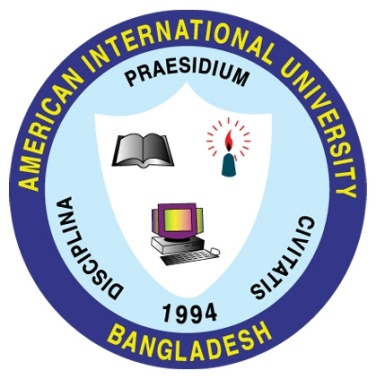 AMERICAN INTERNATIONAL UNIVERSITY
PRAESIDIUM
DISCIPLINA
CIVITATIS
1994
BANGLADESH